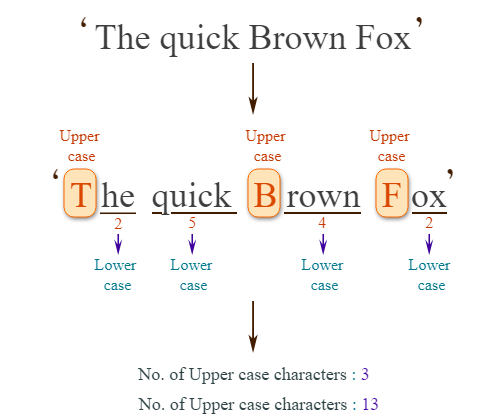 ‘The quick Brown Fox’
Upper case Upper case Upper case
‘The quick Brown Fox’
2 5 4 2
Lower case Lower case Lower case Lower case
No. of Upper case characters : 3
No. of Upper case characters : 13